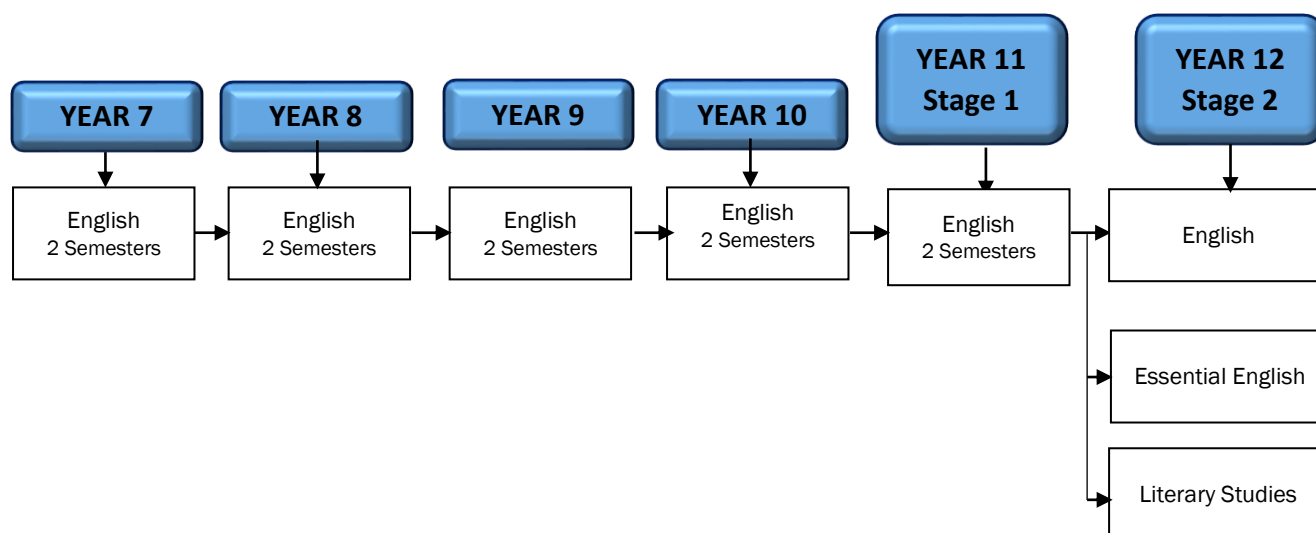 YEAR 7
YEAR 8
YEAR 9
YEAR 10
YEAR 11
Stage 1
YEAR 12
Stage 2
English
2 Semesters
English
2 Semesters
English
2 Semesters
English
2 Semesters
English
2 Semesters
English
Essential English
Literary Studies